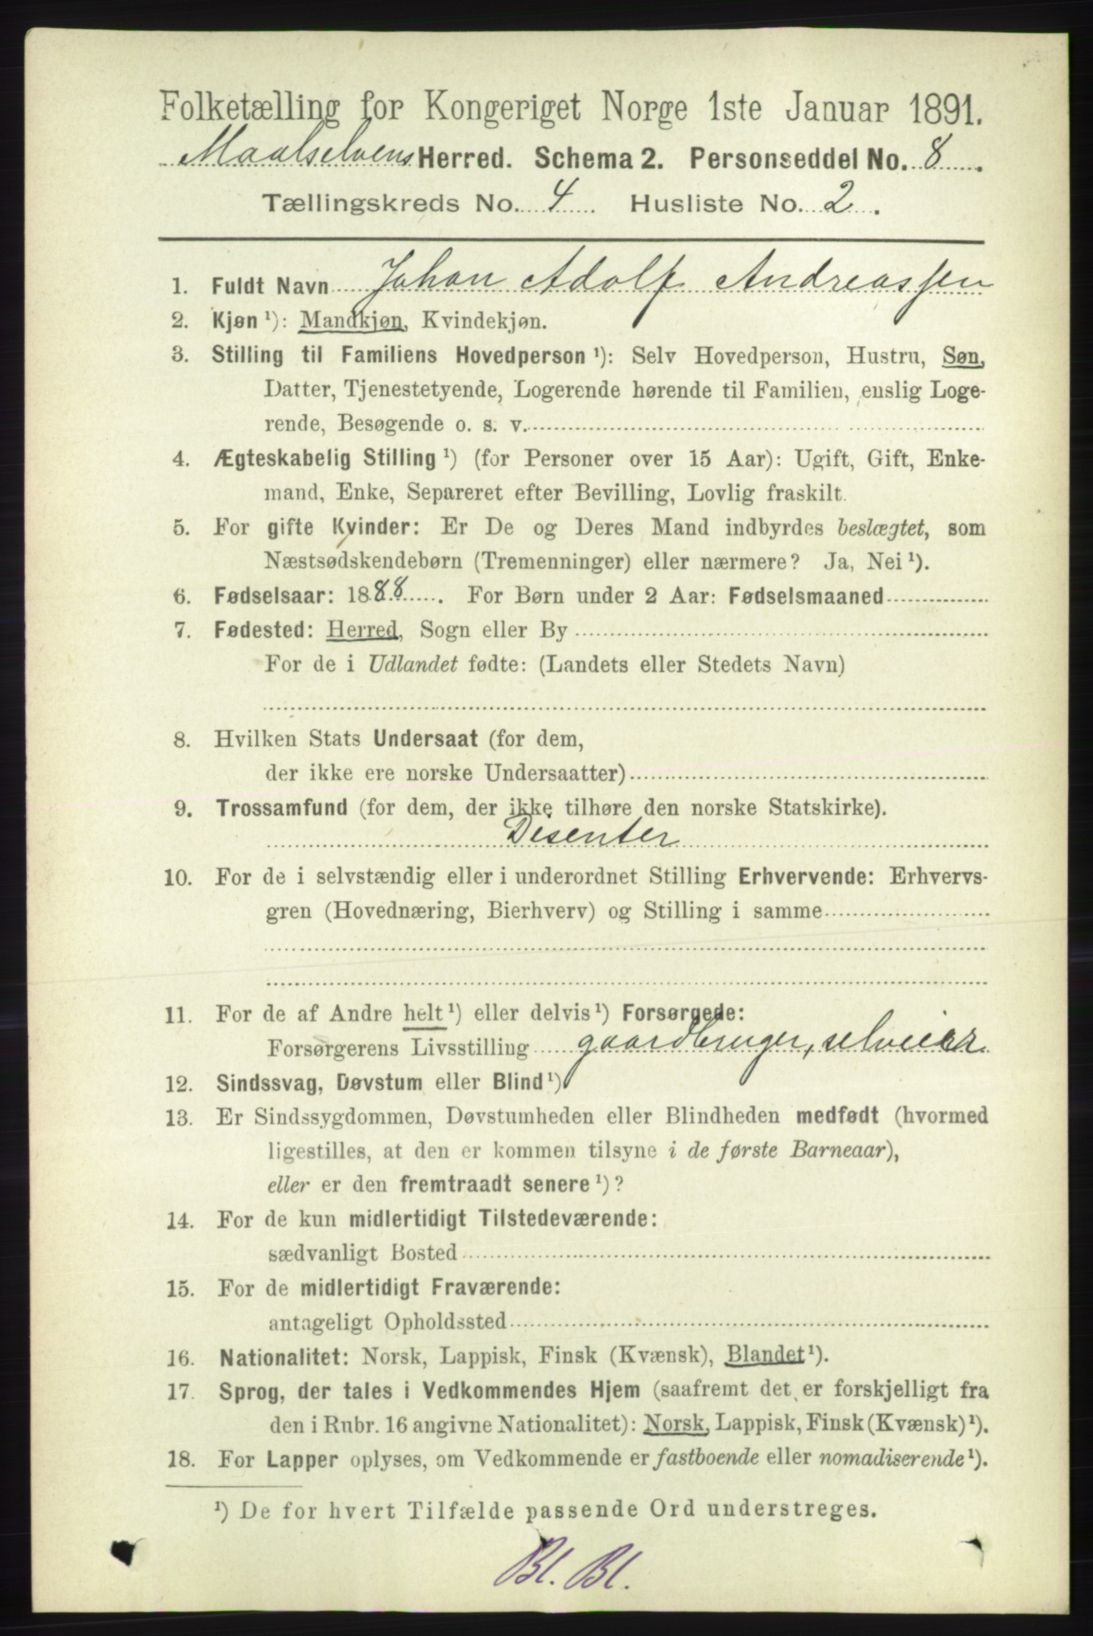 Folketælling for Kongeriget Norge 1ste Januar 1891.
Maalselvens Herred. Schema 2. Personseddel No. 8.
Tællingskreds No. 4 Husliste No. 2.
1. Fuldt Navn Johan Adolf Andreassen
2. Kjøn ¹): Mandkjøn, Kvindekjøn.
3. Stilling til Familiens Hovedperson ¹): Selv Hovedperson, Hustru, Søn,
Datter, Tjenestetyende, Logerende hørende til Familien, enslig Loge-
rende, Besøgende o. s. v.
4. Ægteskabelig Stilling ¹) (for Personer over 15 Aar): Ugift, Gift, Enke-
mand, Enke, Separeret efter Bevilling, Lovlig fraskilt.
5. For gifte Kvinder: Er De og Deres Mand indbyrdes beslægtet, som
Næstsødskendebørn (Tremenninger) eller nærmere? Ja, Nei ¹).
6. Fødselsaar: 1888. For Børn under 2 Aar: Fødselsmaaned
7. Fødested: Herred, Sogn eller By
For de i Udlandet fødte: (Landets eller Stedets Navn)
8. Hvilken Stats Undersaat (for dem,
der ikke ere norske Undersaatter)
9. Trossamfund (for dem, der ikke tilhøre den norske Statskirke).
Disenter
10. For de i selvstændig eller i underordnet Stilling Erhvervende: Erhvervs-
gren (Hovednæring, Bierhverv) og Stilling i samme
11. For de af Andre helt ¹) eller delvis ¹) Forsørgede:
Forsørgerens Livsstilling gaardbruger, selveier
12. Sindssvag, Døvstum eller Blind ¹)
13. Er Sindssygdommen, Døvstumheden eller Blindheden medfødt (hvormed
ligestilles, at den er kommen tilsyne i de første Barneaar),
eller er den fremtraadt senere ¹)?
14. For de kun midlertidigt Tilstedeværende:
sædvanligt Bosted
15. For de midlertidigt Fraværende:
antageligt Opholdssted
16. Nationalitet: Norsk, Lappisk, Finsk (Kvænsk), Blandet ¹).
17. Sprog, der tales i Vedkommendes Hjem (saafremt det er forskjelligt fra
den i Rubr. 16 angivne Nationalitet): Norsk, Lappisk, Finsk (Kvænsk) ¹).
18. For Lapper oplyses, om Vedkommende er fastboende eller nomadiserende ¹).
¹) De for hvert Tilfælde passende Ord understreges.
Bl. Bl.